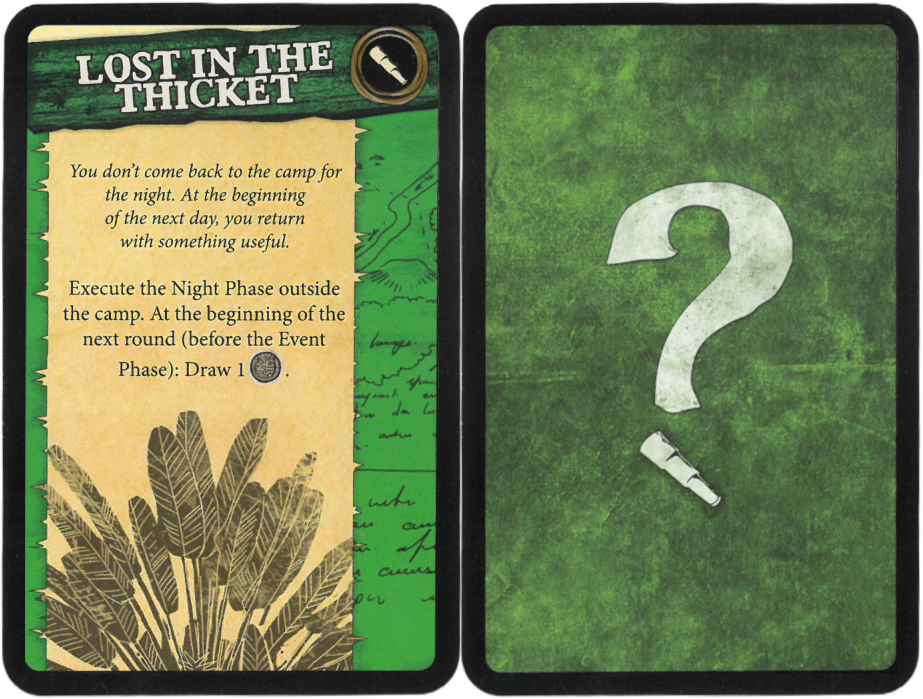 LOST IN THE
THICKET
You don't come back to the camp for
the night. At the beginning
of the next day, you return
with something useful.
Execute the Night Phase outside
the camp. At the beginning of the
next round (before the Event
Phase): Draw 1 .
?